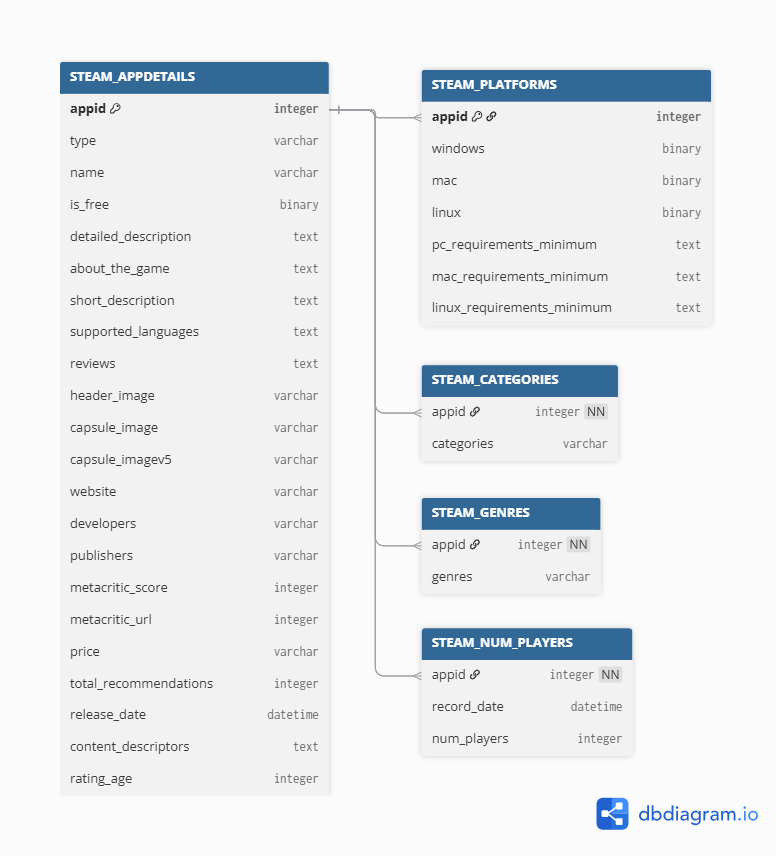 STEAM_APPDETAILS
appid integer
type varchar
name varchar
is_free binary
detailed_description text
about_the_game text
short_description text
supported_languages text
reviews text
header_image varchar
capsule_image varchar
capsule_imagev5 varchar
website varchar
developers varchar
publishers varchar
metacritic_score integer
metacritic_url integer
price varchar
total_recommendations integer
release_date datetime
content_descriptors text
rating_age integer
STEAM_PLATFORMS
appid integer
windows binary
mac binary
linux binary
pc_requirements_minimum text
mac_requirements_minimum text
linux_requirements_minimum text
STEAM_CATEGORIES
appid integer NN
categories varchar
STEAM_GENRES
appid integer NN
genres varchar
STEAM_NUM_PLAYERS
appid integer NN
record_date datetime
num_players integer
dbdiagram.io